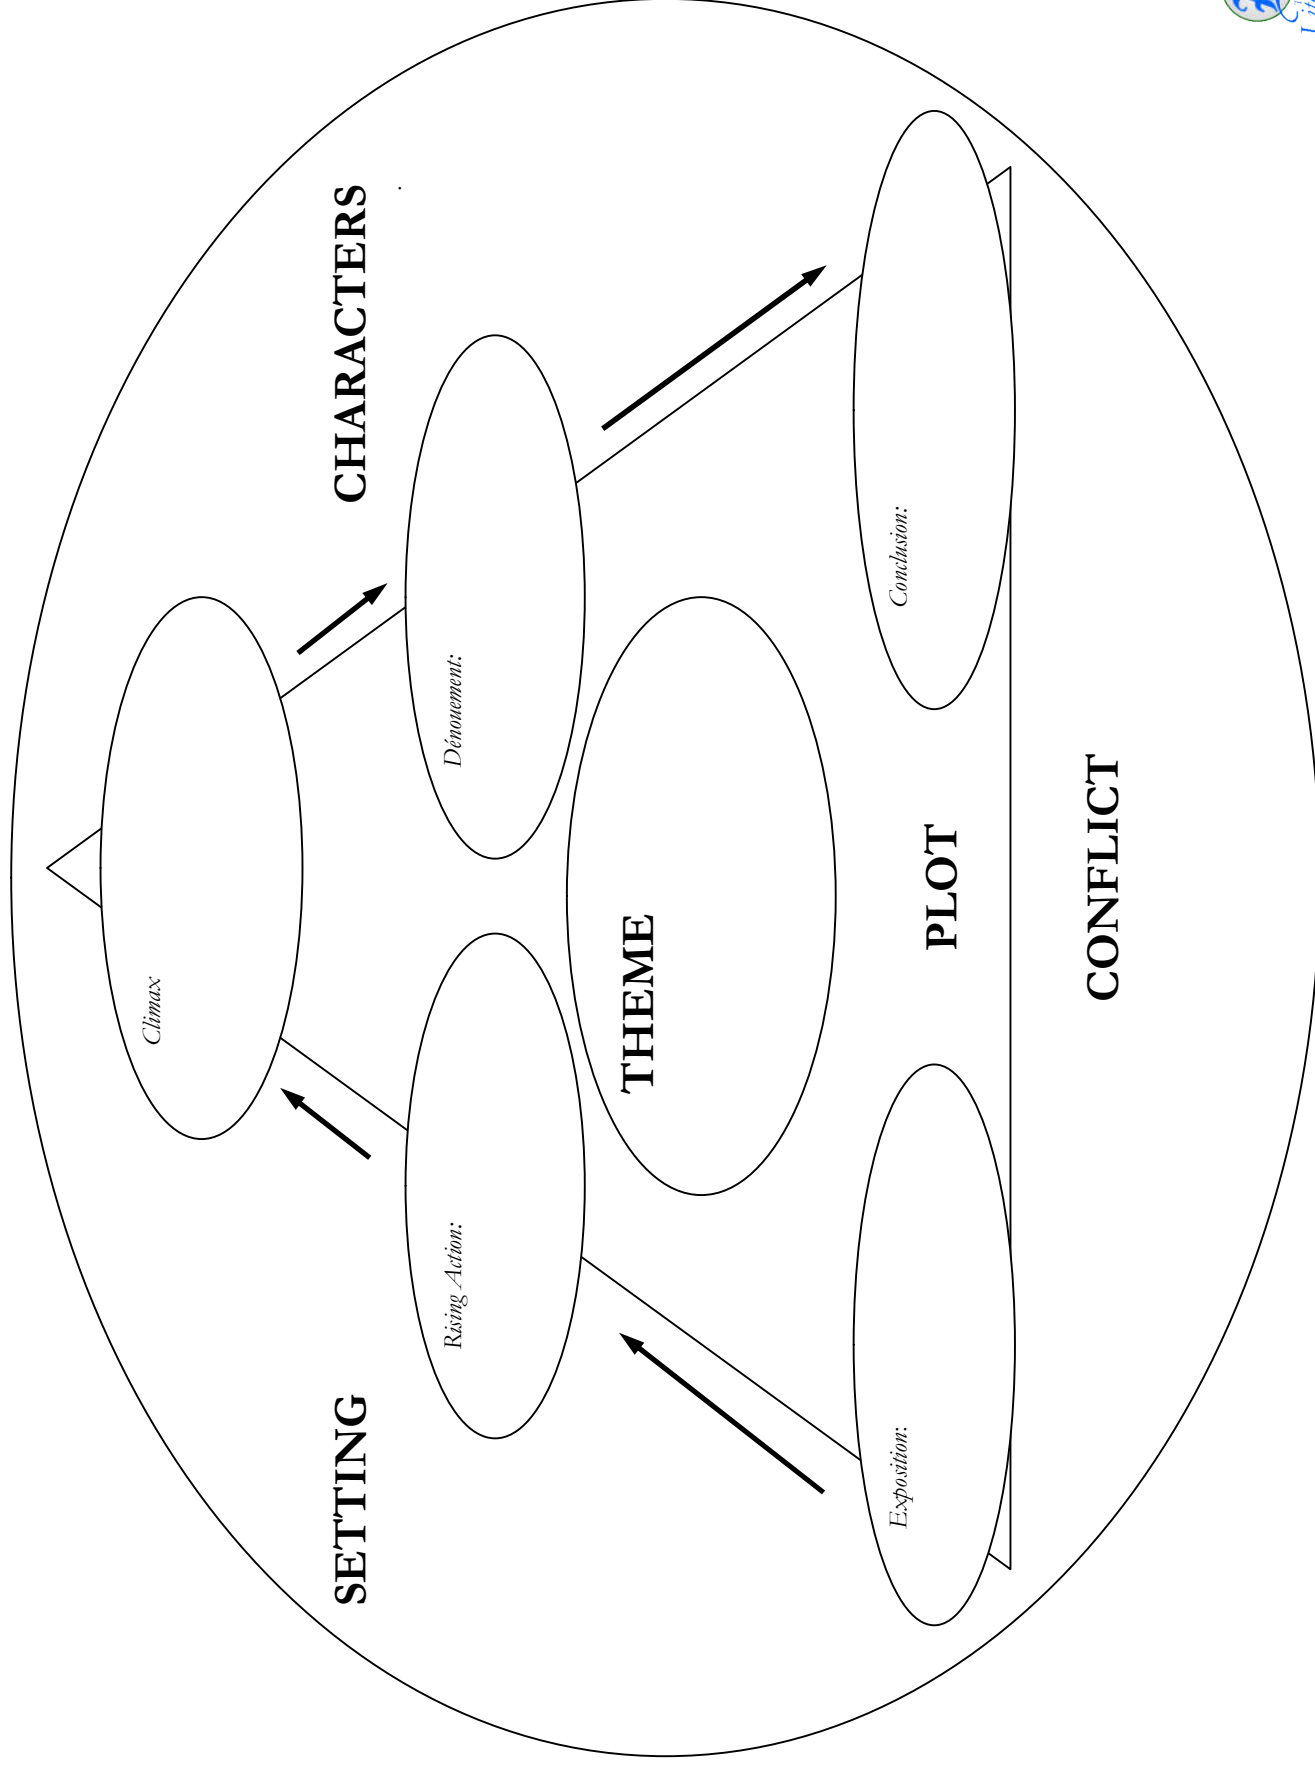 Climax
SETTING
CHARACTERS
Rising Action:
Dénouement:
THEME
Exposition:
PLOT
Conclusion:
CONFLICT